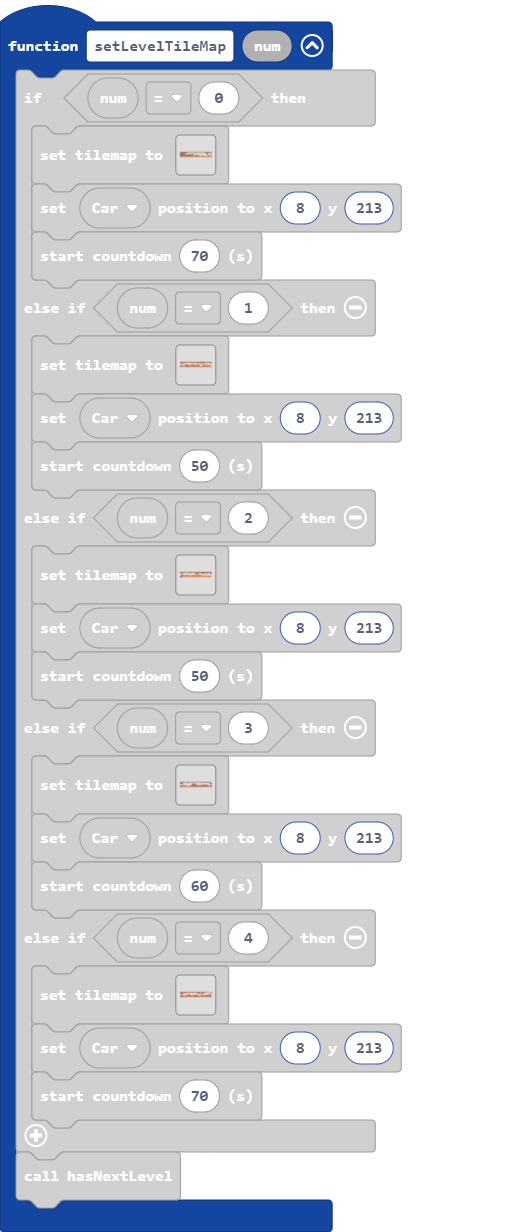 function setLevelTileMap num
if num = 0 then
set tilemap to
set Car position to x 8 y 213
start countdown 70 (s)
else if num = 1 then
set tilemap to
set Car position to x 8 y 213
start countdown 50 (s)
else if num = 2 then
set tilemap to
set Car position to x 8 y 213
start countdown 50 (s)
else if num = 3 then
set tilemap to
set Car position to x 8 y 213
start countdown 60 (s)
else if num = 4 then
set tilemap to
set Car position to x 8 y 213
start countdown 70 (s)
call hasNextLevel